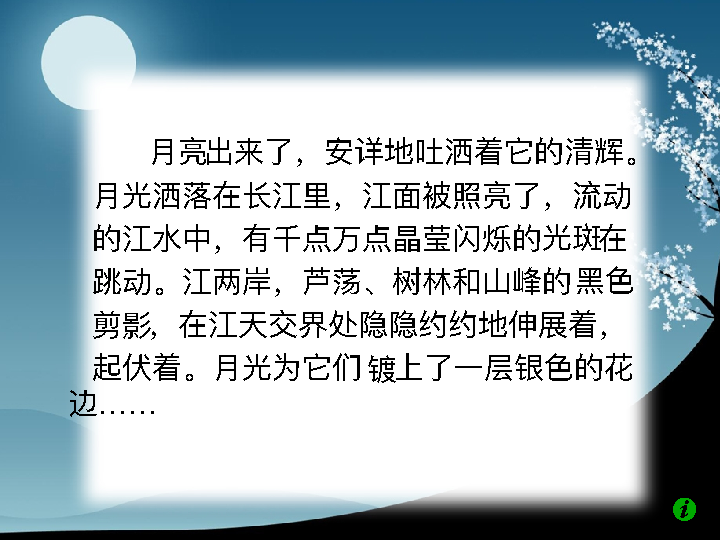 月亮出来了，安详地吐洒着它的清辉。
月光洒落在长江里，江面被照亮了，流动
的江水中，有千点万点晶莹闪烁的光斑在
跳动。江两岸，芦荡、树林和山峰的黑色
剪影，在江天交界处隐隐约约地伸展着，
起伏着。月光为它们镀上了一层银色的花
边……
i